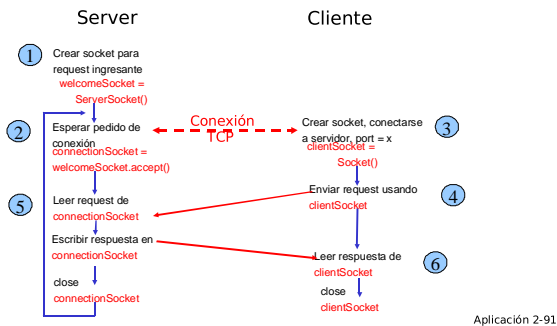 Server
Cliente
1
Crear socket para
request ingresante
welcomeSocket =
ServerSocket()
2
Esperar pedido de
conexión
connectionSocket =
welcomeSocket.accept()
Conexión
TCP
Crear socket, conectarse
a servidor, port = x
clientSocket =
Socket()
3
Enviar request usando
clientSocket
4
5
Leer request de
connectionSocket
Escribir respuesta en
connectionSocket
Leer respuesta de
clientSocket
6
close
connectionSocket
close
clientSocket
Aplicación 2-91